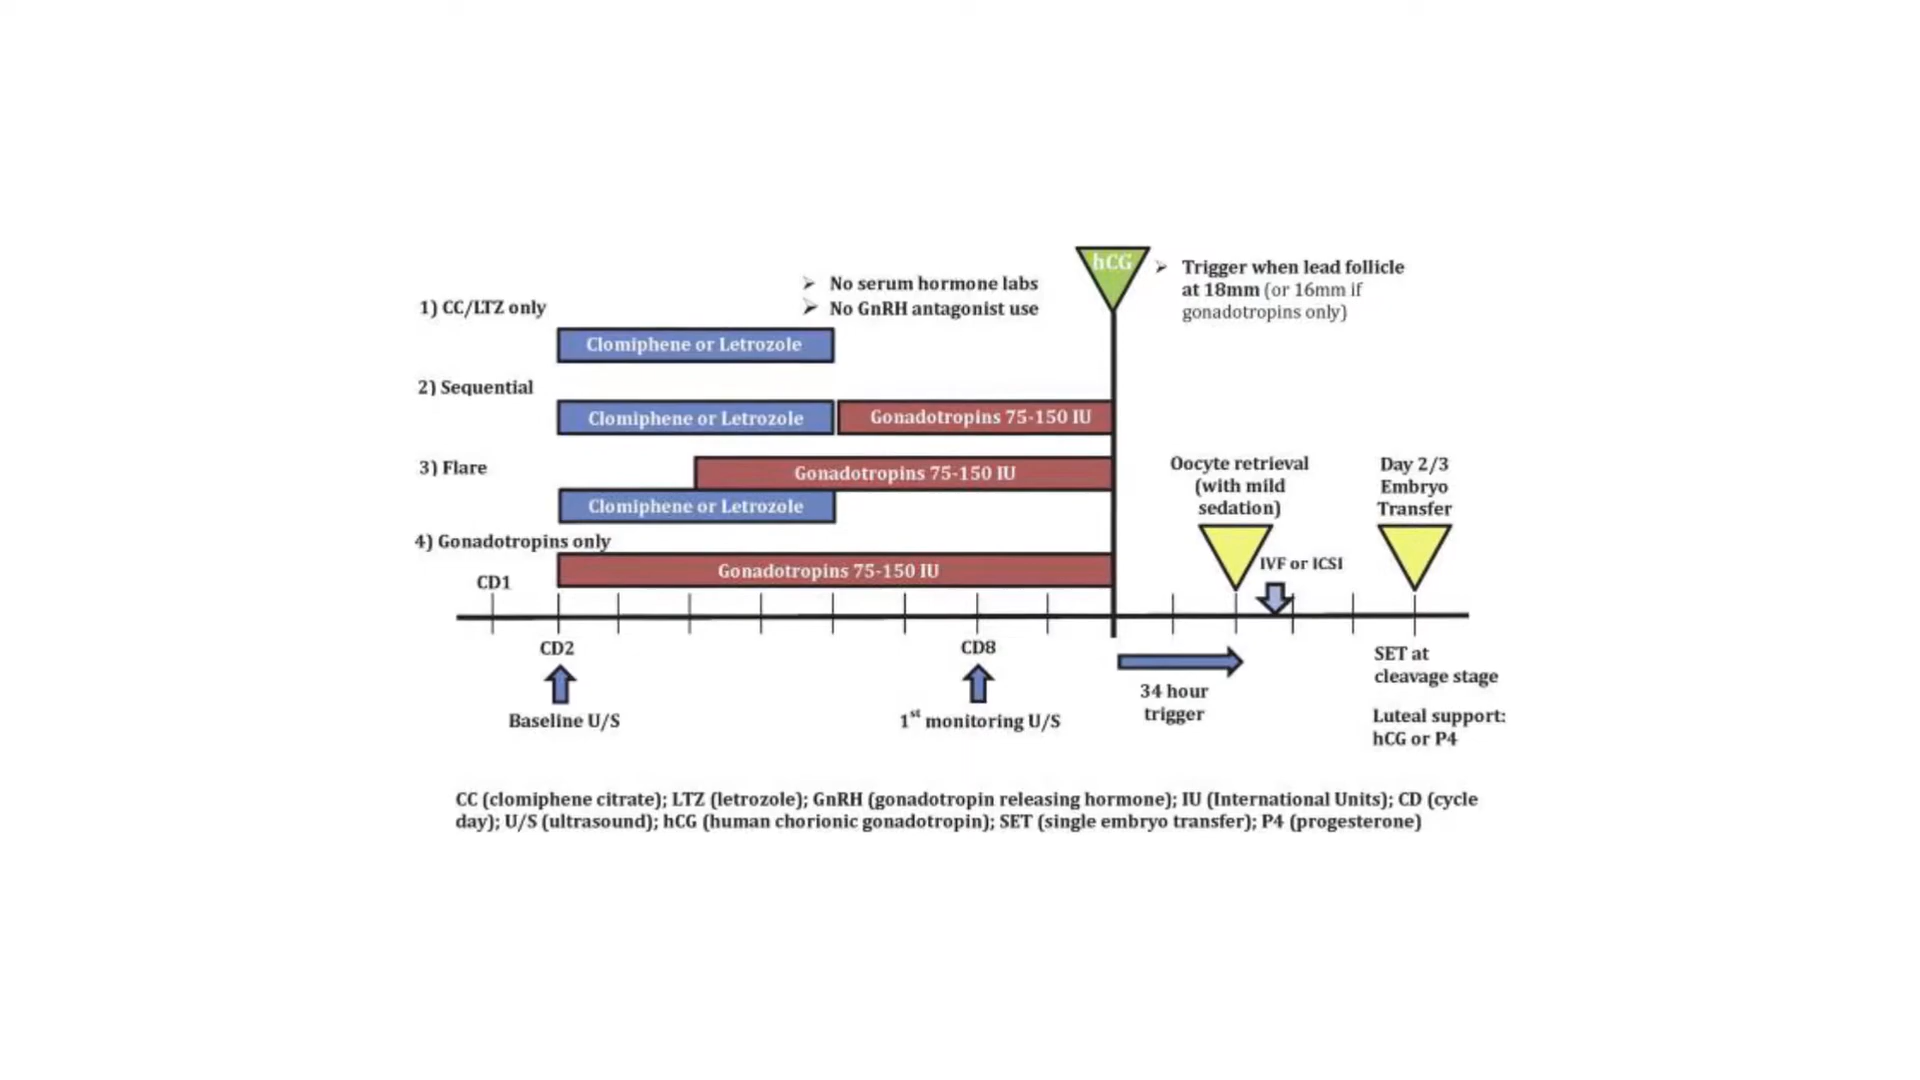 hCG
➢ Trigger when lead follicle
at 18mm (or 16mm if
gonadotropins only)
➢ No serum hormone labs
➢ No GnRH antagonist use
1) CC/LTZ only
Clomiphene or Letrozole
2) Sequential
Clomiphene or Letrozole
Gonadotropins 75-150 IU
3) Flare
Gonadotropins 75-150 IU
Clomiphene or Letrozole
4) Gonadotropins only
Gonadotropins 75-150 IU
Oocyte retrieval
(with mild
sedation)
Day 2/3
Embryo
Transfer
IVF or ICSI
CD1
CD2
Baseline U/S
CD8
1st monitoring U/S
34 hour
trigger
SET at
cleavage stage
Luteal support:
hCG or P4
CC (clomiphene citrate); LTZ (letrozole); GnRH (gonadotropin releasing hormone); IU (International Units); CD (cycle
day); U/S (ultrasound); hCG (human chorionic gonadotropin); SET (single embryo transfer); P4 (progesterone)